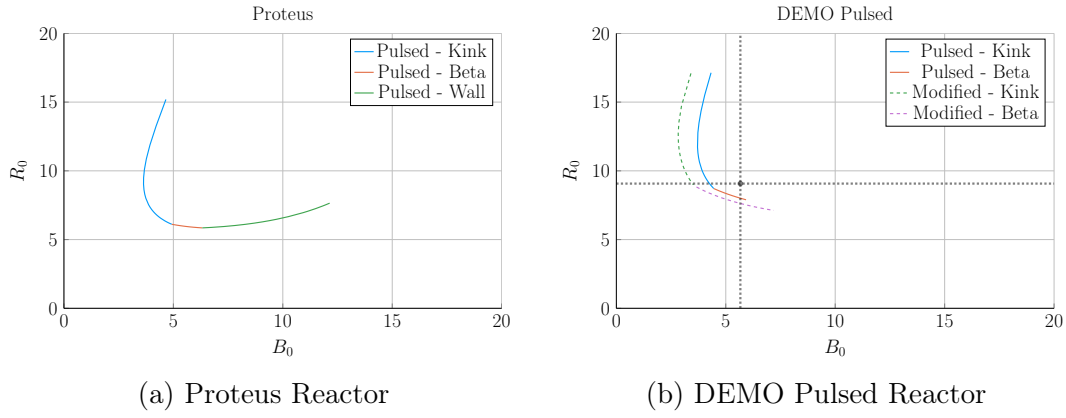 Proteus
20
15
10
5
0
R₀
0
5
10
15
20
B₀
Pulsed - Kink
Pulsed - Beta
Pulsed - Wall
(a) Proteus Reactor
DEMO Pulsed
20
15
10
5
0
R₀
0
5
10
15
20
B₀
Pulsed - Kink
Pulsed - Beta
Modified - Kink
Modified - Beta
(b) DEMO Pulsed Reactor